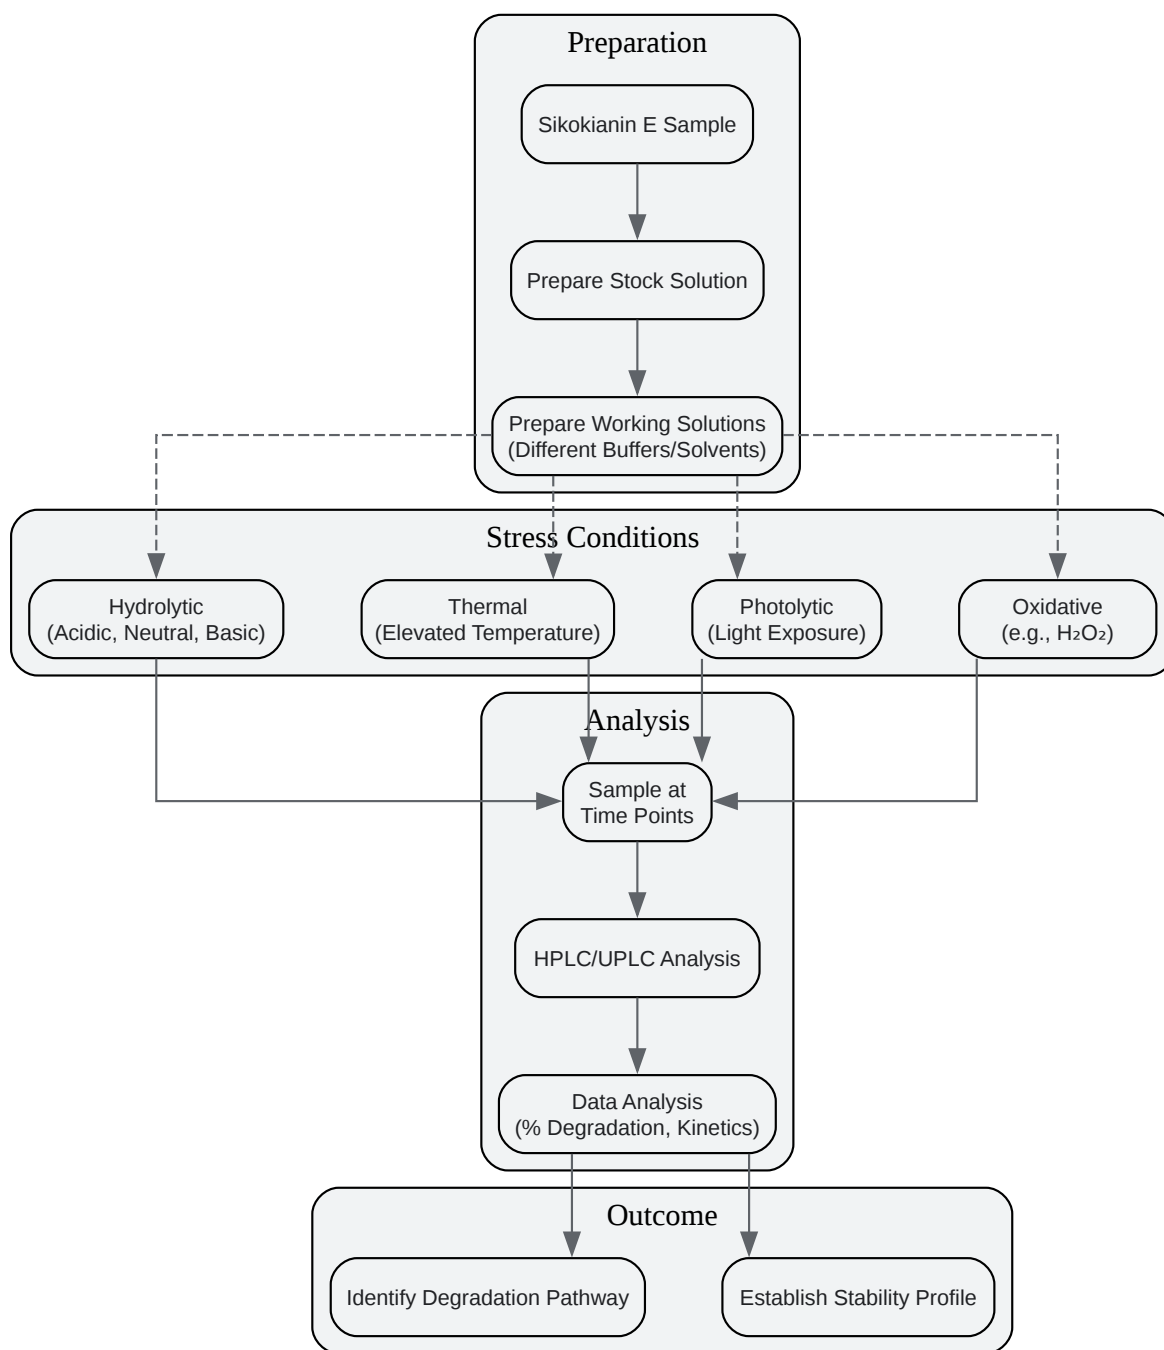 Preparation
Sikokianin E Sample
Prepare Stock Solution
Prepare Working Solutions
(Different Buffers/Solvents)
Stress Conditions
Hydrolytic
(Acidic, Neutral, Basic)
Thermal
(Elevated Temperature)
Photolytic
(Light Exposure)
Oxidative
(e.g., H₂O₂)
Analysis
Sample at
Time Points
HPLC/UPLC Analysis
Data Analysis
(% Degradation, Kinetics)
Outcome
Identify Degradation Pathway
Establish Stability Profile